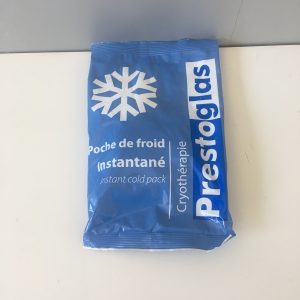 Poche de froid
instantané
instant cold pack
Cryothérapie
Prestoglas